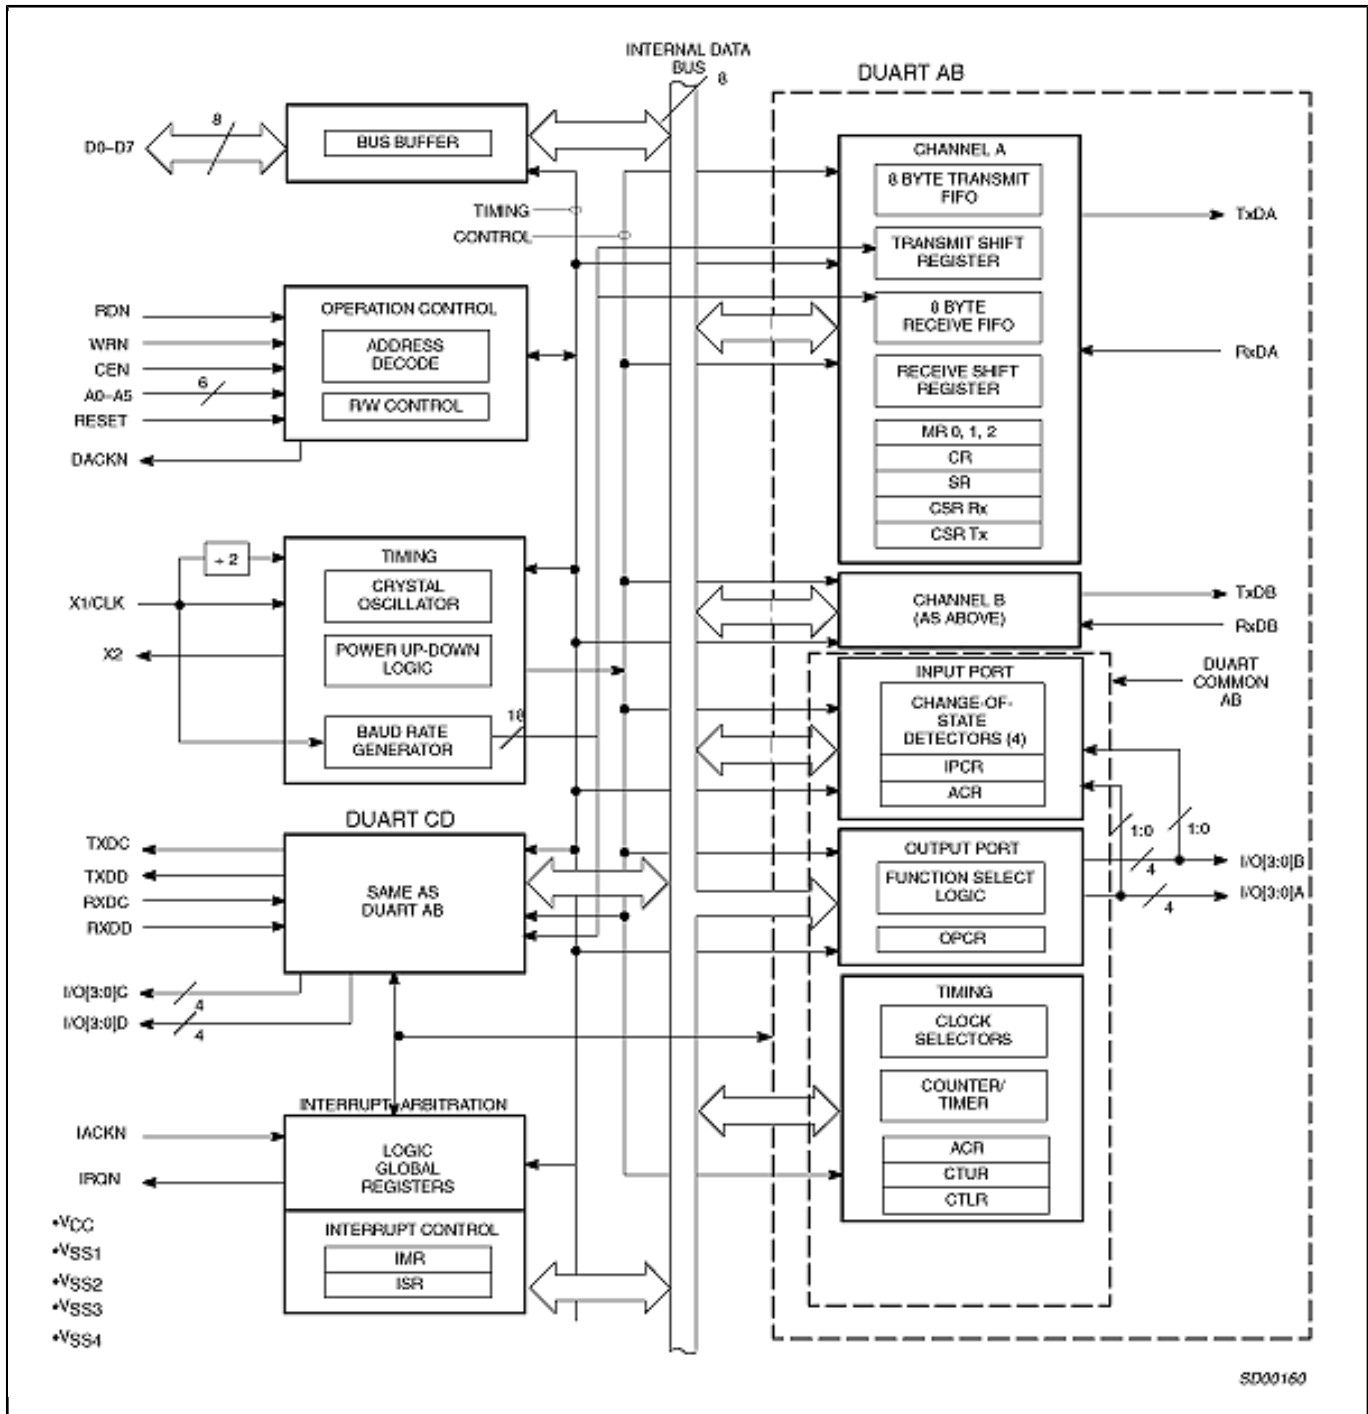 INTERNAL DATA
BUS
8
DUART AB
D0–D7
8
BUS BUFFER
TIMING
CONTROL
CHANNEL A
8 BYTE TRANSMIT
FIFO
TRANSMIT SHIFT
REGISTER
8 BYTE
RECEIVE FIFO
RECEIVE SHIFT
REGISTER
MR 0, 1, 2
CR
SR
CSR Rx
CSR Tx
TxDA
RxDA
RDN
WRN
CEN
A0–A5
6
RESET
DACKN
OPERATION CONTROL
ADDRESS
DECODE
R/W CONTROL
÷ 2
X1/CLK
X2
TIMING
CRYSTAL
OSCILLATOR
POWER UP-DOWN
LOGIC
BAUD RATE
GENERATOR
18
CHANNEL B
(AS ABOVE)
TxDB
RxDB
DUART
COMMON
AB
INPUT PORT
CHANGE-OF-
STATE
DETECTORS (4)
IPCR
ACR
1:0
1:0
DUART CD
TXDC
TXDD
RXDC
RXDD
SAME AS
DUART AB
I/O[3:0]C
4
I/O[3:0]D
4
OUTPUT PORT
FUNCTION SELECT
LOGIC
OPCR
4
I/O[3:0]B
I/O[3:0]A
4
TIMING
CLOCK
SELECTORS
COUNTER/
TIMER
ACR
CTUR
CTLR
INTERRUPT ARBITRATION
IACKN
IRQN
LOGIC
GLOBAL
REGISTERS
INTERRUPT CONTROL
IMR
ISR
•VCC
•VSS1
•VSS2
•VSS3
•VSS4
SD00160